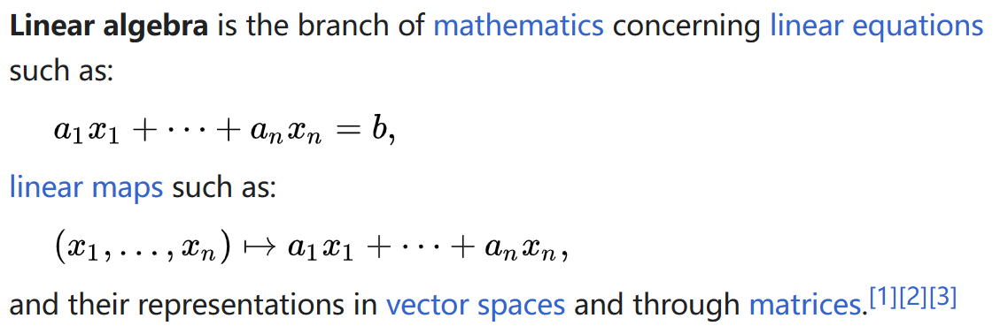 Linear algebra is the branch of mathematics concerning linear equations
such as:
a₁x₁ + ⋯ + aₙxₙ = b,
linear maps such as:
(x₁, …, xₙ) ↦ a₁x₁ + ⋯ + aₙxₙ,
and their representations in vector spaces and through matrices.[1][2][3]